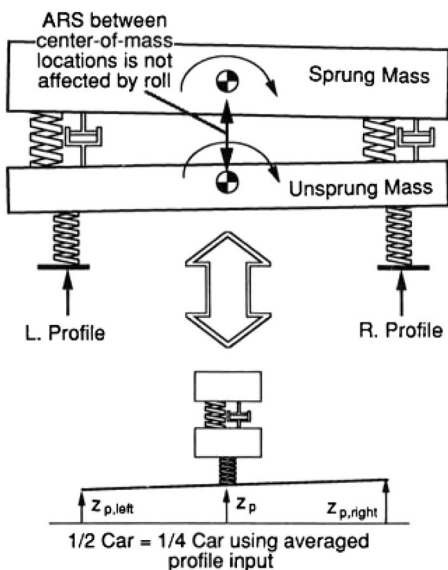 ARS between
center-of-mass
locations is not
affected by roll
Sprung Mass
Unsprung Mass
L. Profile
R. Profile
z p,left
z p
z p,right
1/2 Car = 1/4 Car using averaged
profile input